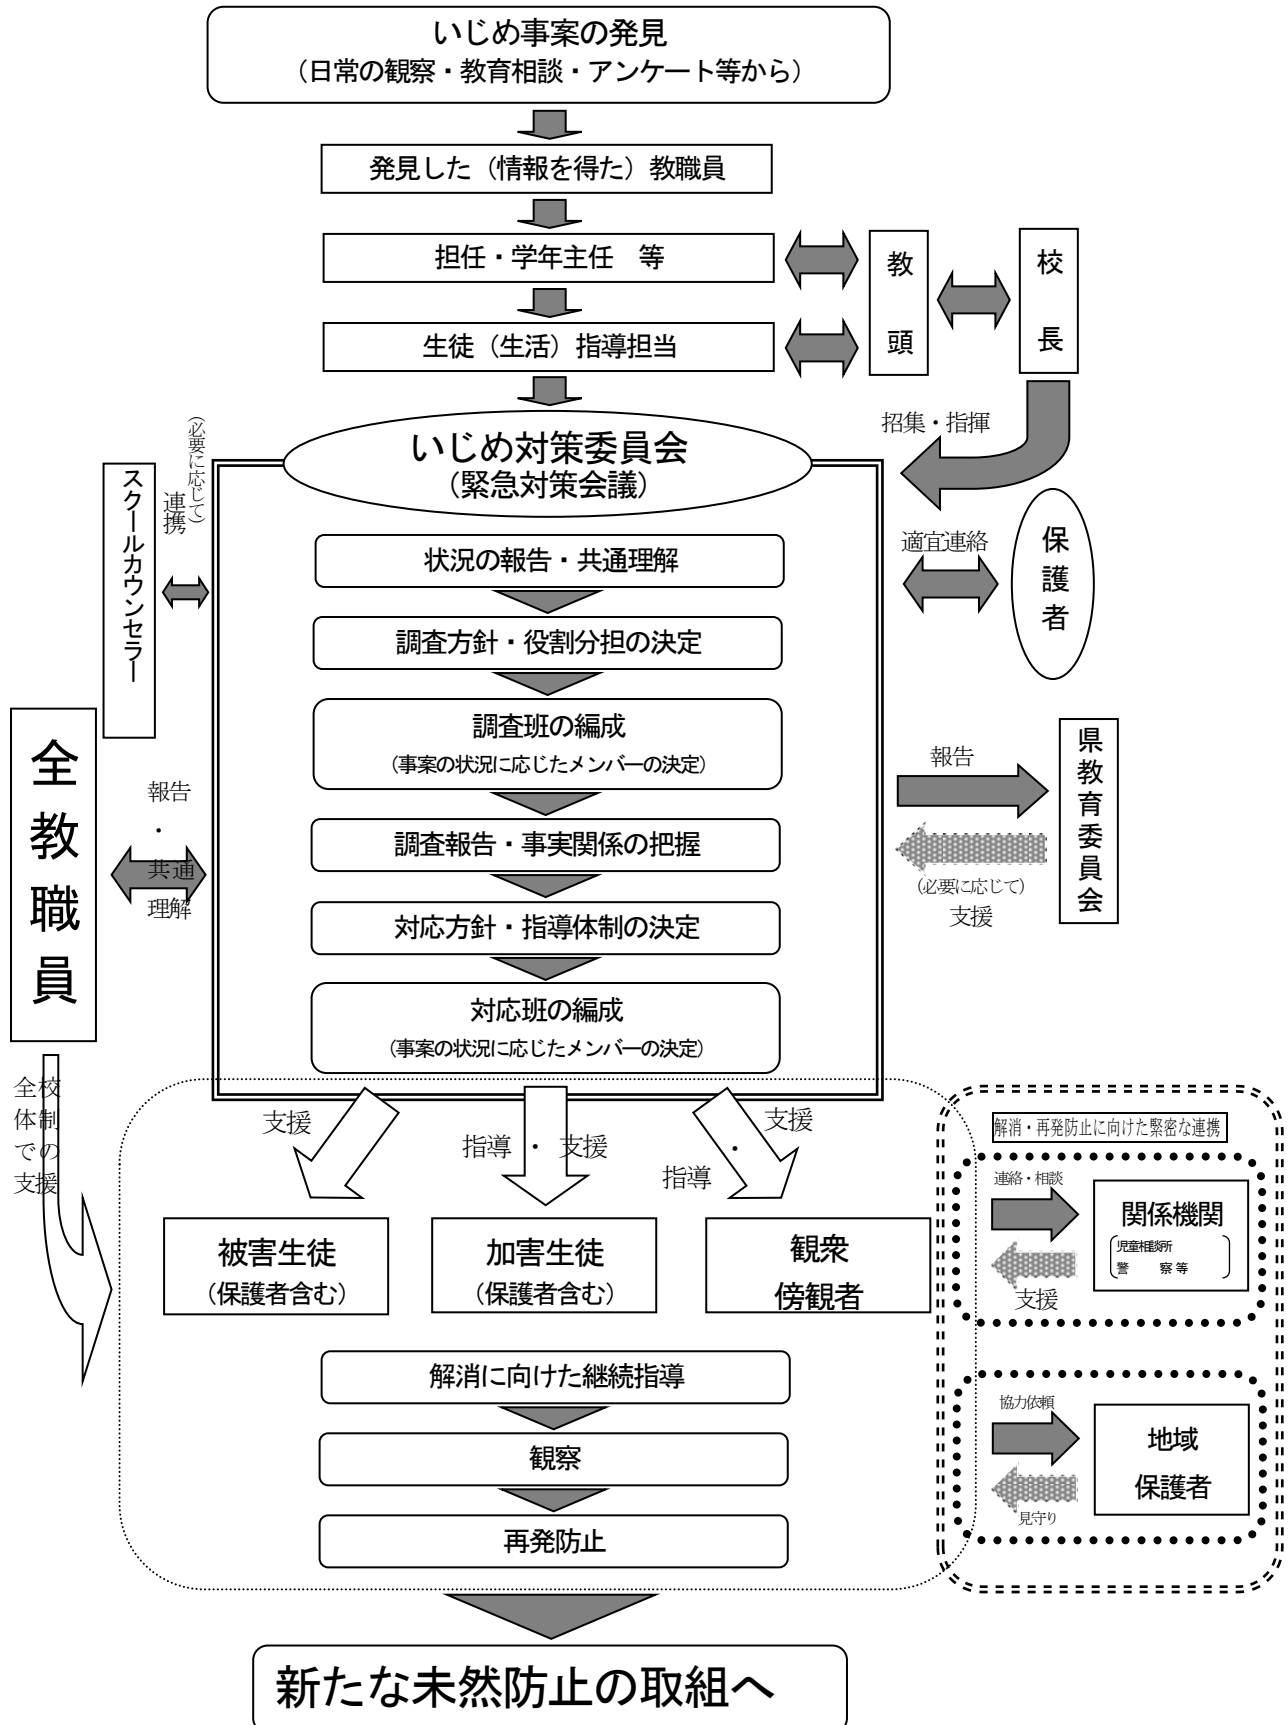 いじめ事案の発見
（日常の観察・教育相談・アンケート等から）
発見した（情報を得た）教職員
担任・学年主任　等
生徒（生活）指導担当
教頭
校長
招集・指揮
いじめ対策委員会
（緊急対策会議）
（必要に応じて）
連携
スクールカウンセラー
適宜連絡
保護者
状況の報告・共通理解
調査方針・役割分担の決定
調査班の編成
（事案の状況に応じたメンバーの決定）
調査報告・事実関係の把握
対応方針・指導体制の決定
対応班の編成
（事案の状況に応じたメンバーの決定）
全教職員
報告
・
共通
理解
報告
（必要に応じて）
支援
県教育委員会
全校
体制
での
支援
支援
指導　・　支援
支援
・
指導
被害生徒
（保護者含む）
加害生徒
（保護者含む）
観衆
傍観者
解消・再発防止に向けた緊密な連携
連絡・相談
支援
関係機関
児童相談所
警　　察 等
協力依頼
見守り
地域
保護者
解消に向けた継続指導
観察
再発防止
新たな未然防止の取組へ